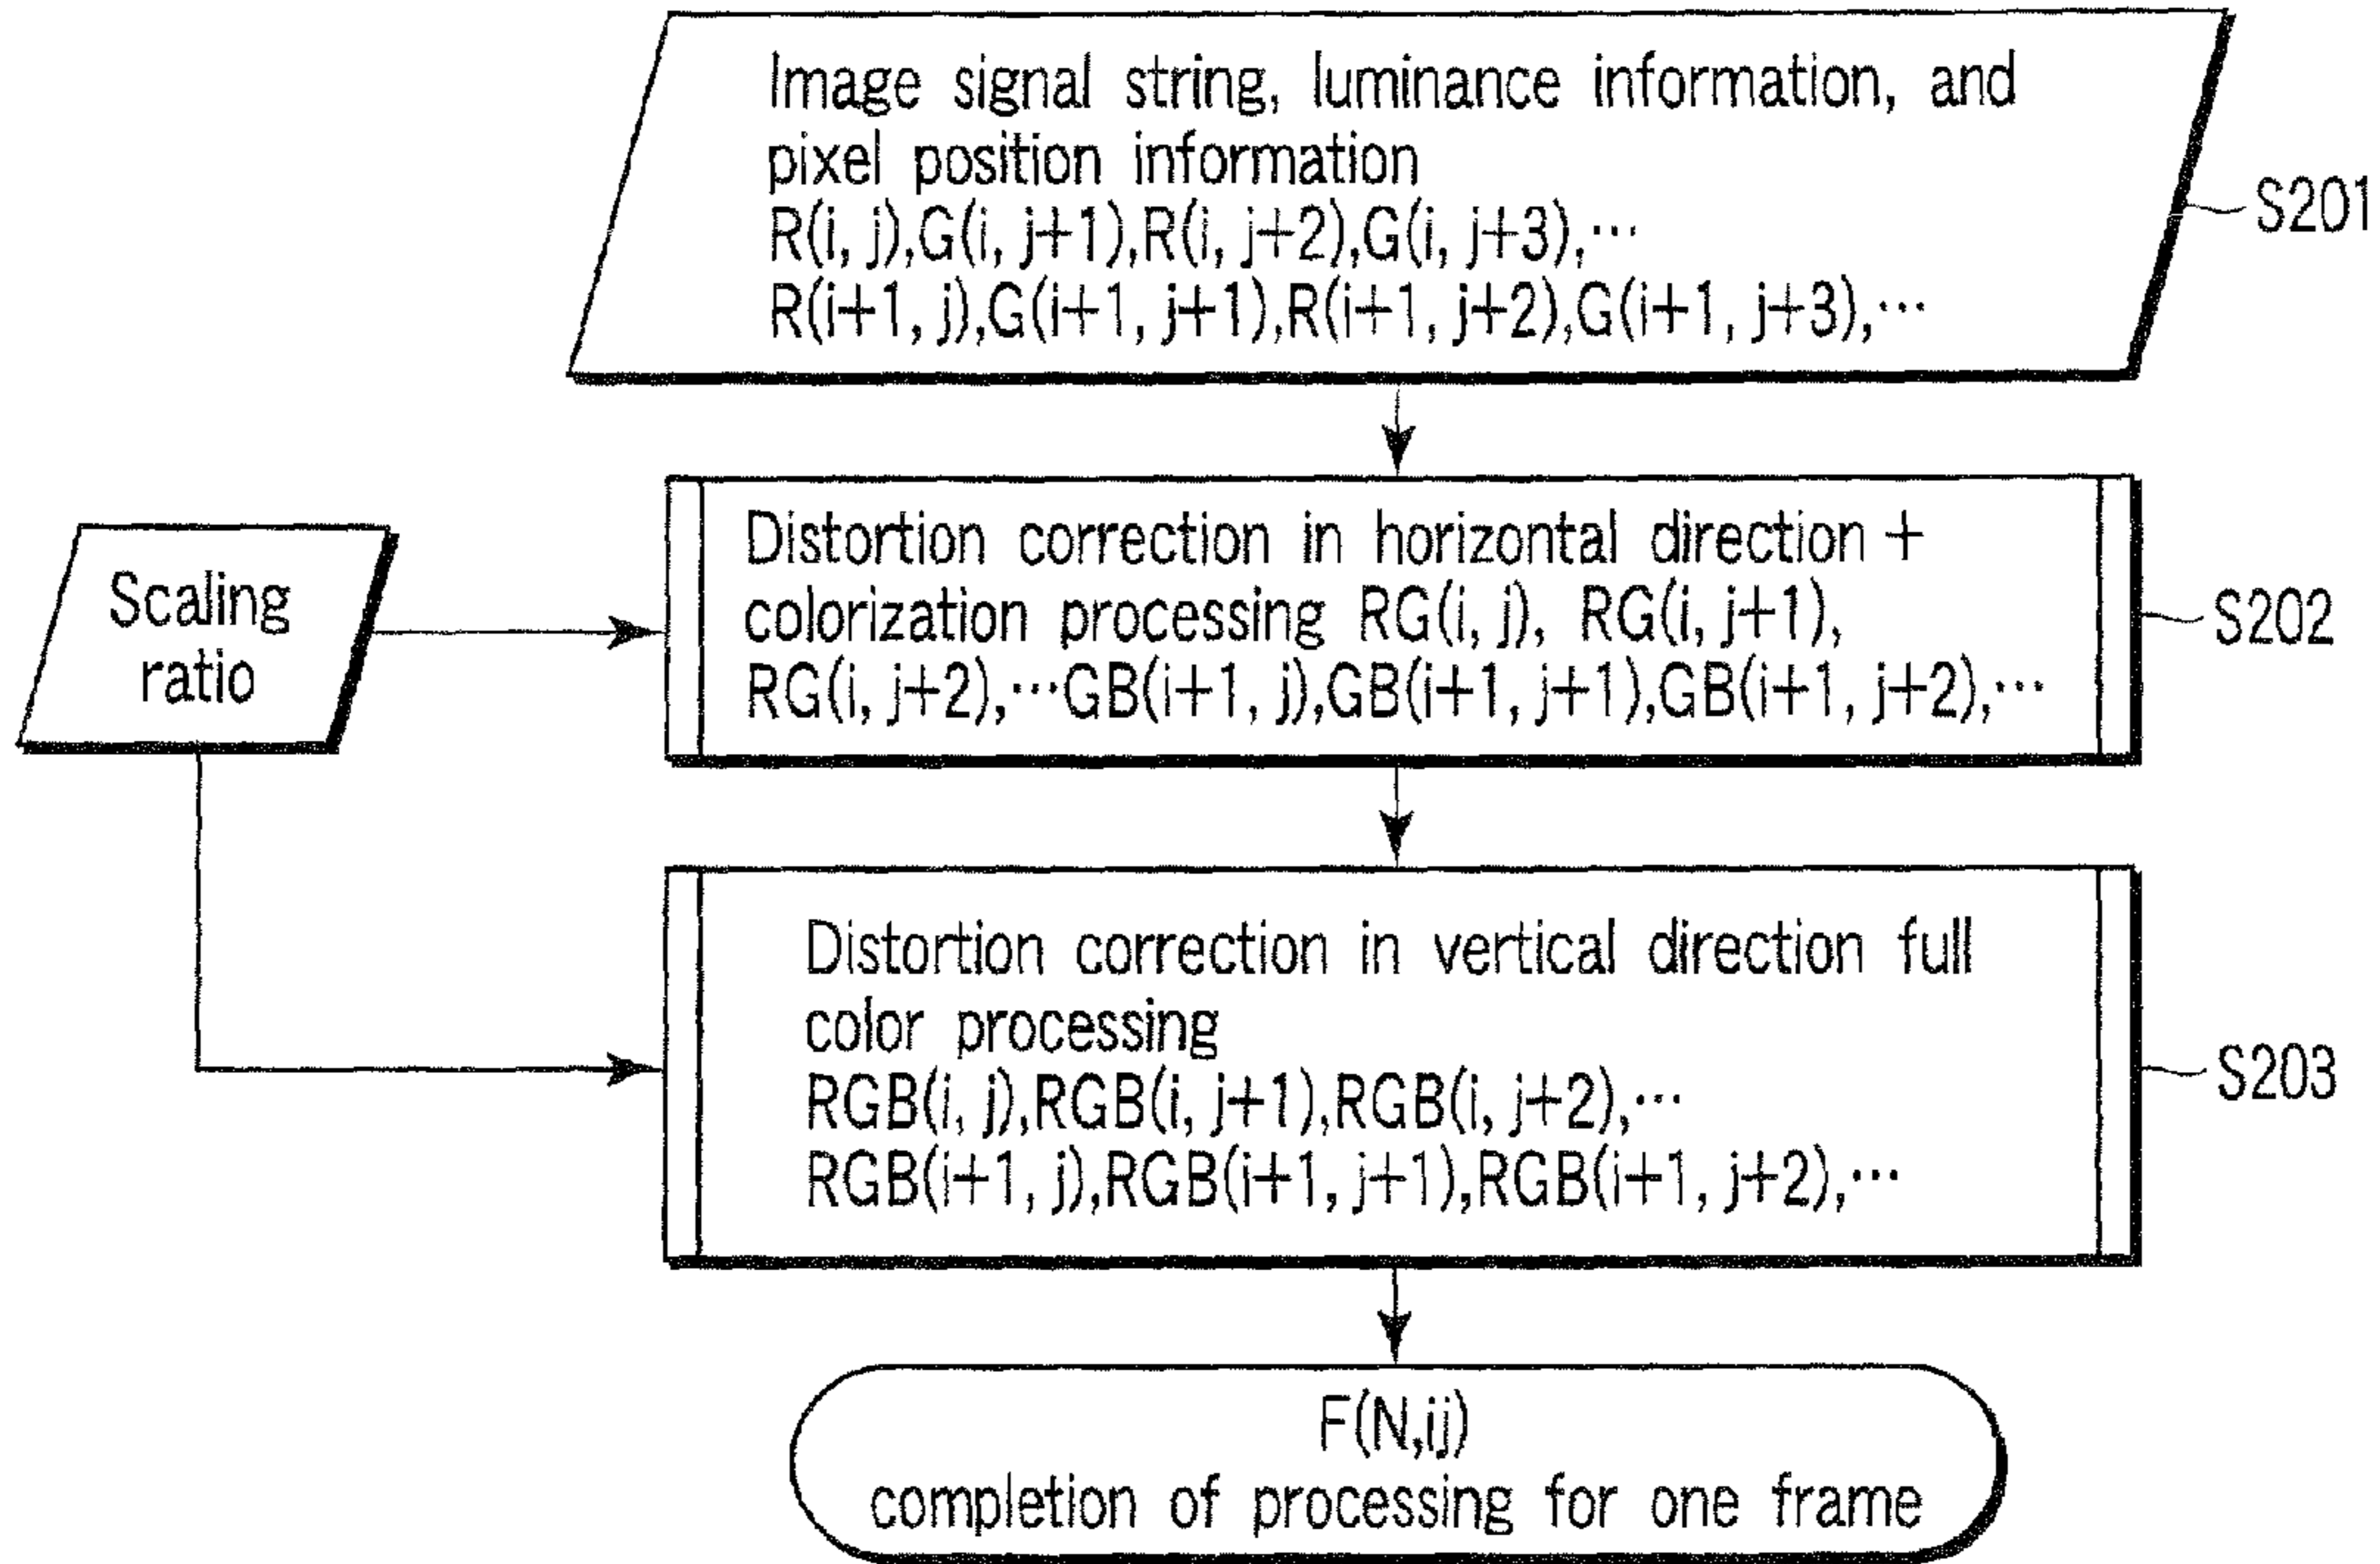 Image signal string, luminance information, and
pixel position information
R(i, j),G(i, j+1),R(i, j+2),G(i, j+3),···
R(i+1, j),G(i+1, j+1),R(i+1, j+2),G(i+1, j+3),···
S201
Scaling
ratio
Distortion correction in horizontal direction +
colorization processing RG(i, j), RG(i, j+1),
RG(i, j+2),···GB(i+1, j),GB(i+1, j+1),GB(i+1, j+2),···
S202
Distortion correction in vertical direction full
color processing
RGB(i, j),RGB(i, j+1),RGB(i, j+2),···
RGB(i+1, j),RGB(i+1, j+1),RGB(i+1, j+2),···
S203
F(N,ij)
completion of processing for one frame